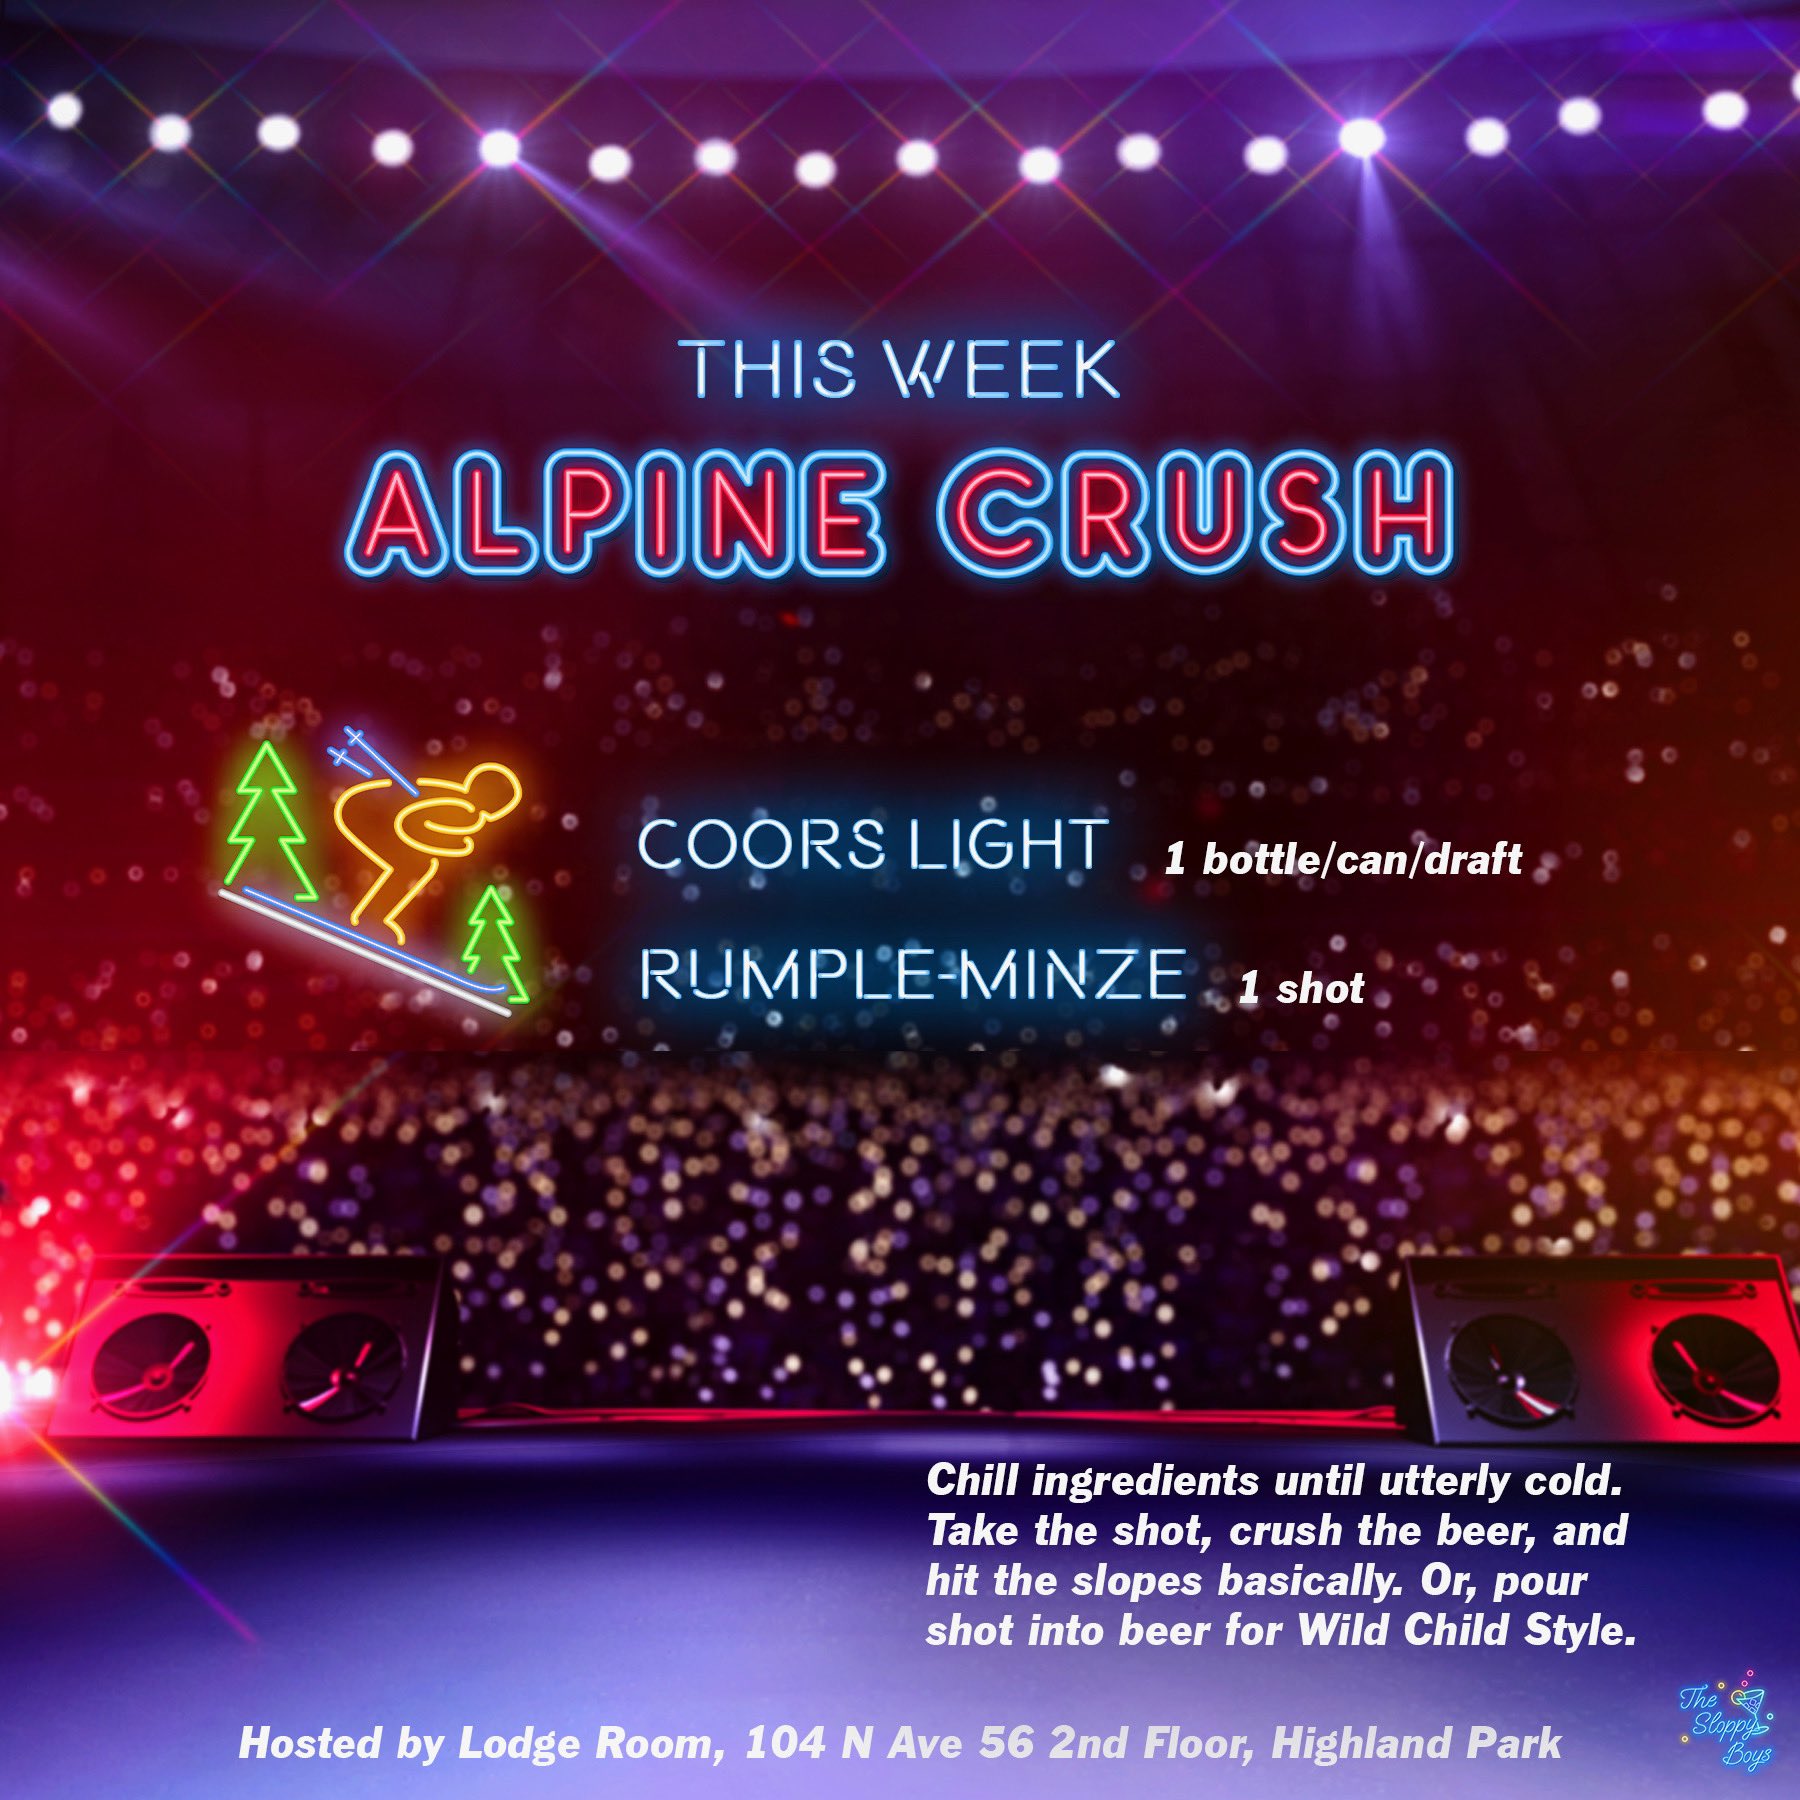 THIS WEEK
ALPINE CRUSH
COORS LIGHT 1 bottle/can/draft
RUMPLE-MINZE 1 shot
Chill ingredients until utterly cold.
Take the shot, crush the beer, and
hit the slopes basically. Or, pour
shot into beer for Wild Child Style.
The
Sloppy
Boys
Hosted by Lodge Room, 104 N Ave 56 2nd Floor, Highland Park